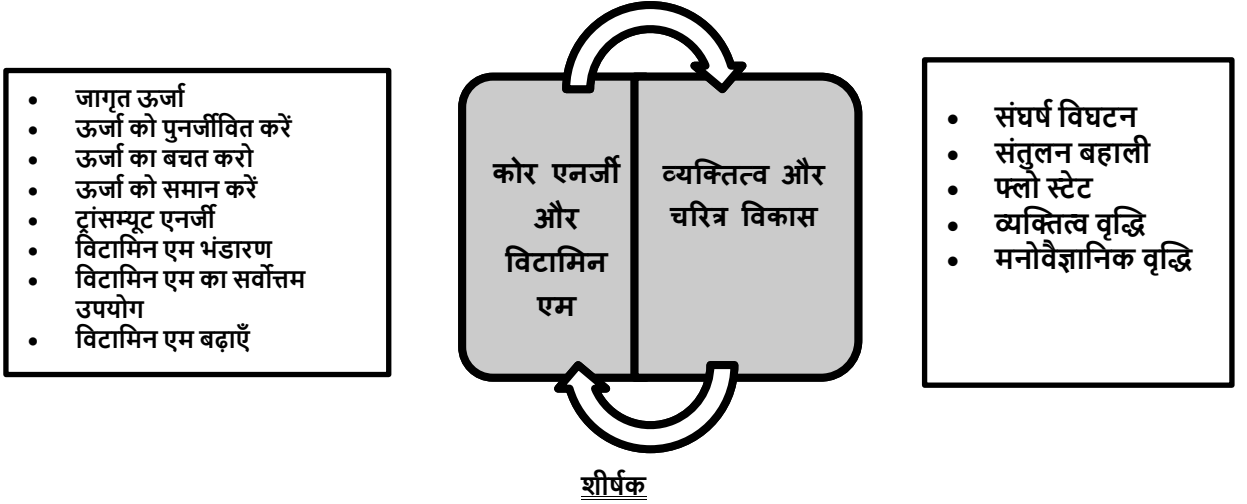 जागृत ऊर्जा
ऊर्जा को पुनर्जीवित करें
ऊर्जा का बचत करो
ऊर्जा को समान करें
ट्रांसम्यूट एनर्जी
विटामिन एम भंडारण
विटामिन एम का सर्वोत्तम
उपयोग
विटामिन एम बढ़ाएँ
कोर एनर्जी
और
विटामिन
एम
व्यक्तित्व और
चरित्र विकास
संघर्ष विघटन
संतुलन बहाली
फ्लो स्टेट
व्यक्तित्व वृद्धि
मनोवैज्ञानिक वृद्धि
शीर्षक